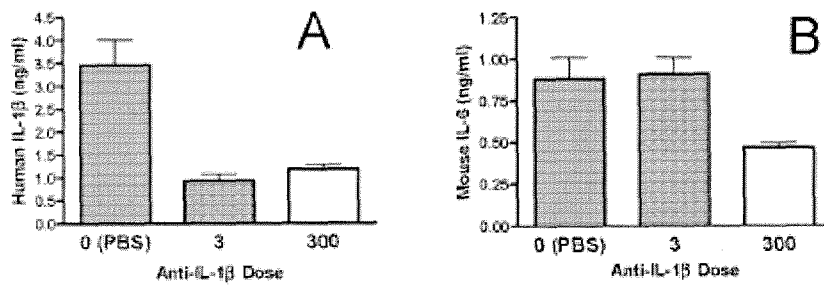 A
Human IL-1β (ng/ml)
4.5
4.0
3.5
3.0
2.5
2.0
1.5
1.0
0.5
0.0
0 (PBS) 3 300
Anti-IL-1β Dose
B
Mouse IL-6 (ng/ml)
1.25
1.00
0.75
0.50
0.25
0.00
0 (PBS) 3 300
Anti-IL-1β Dose